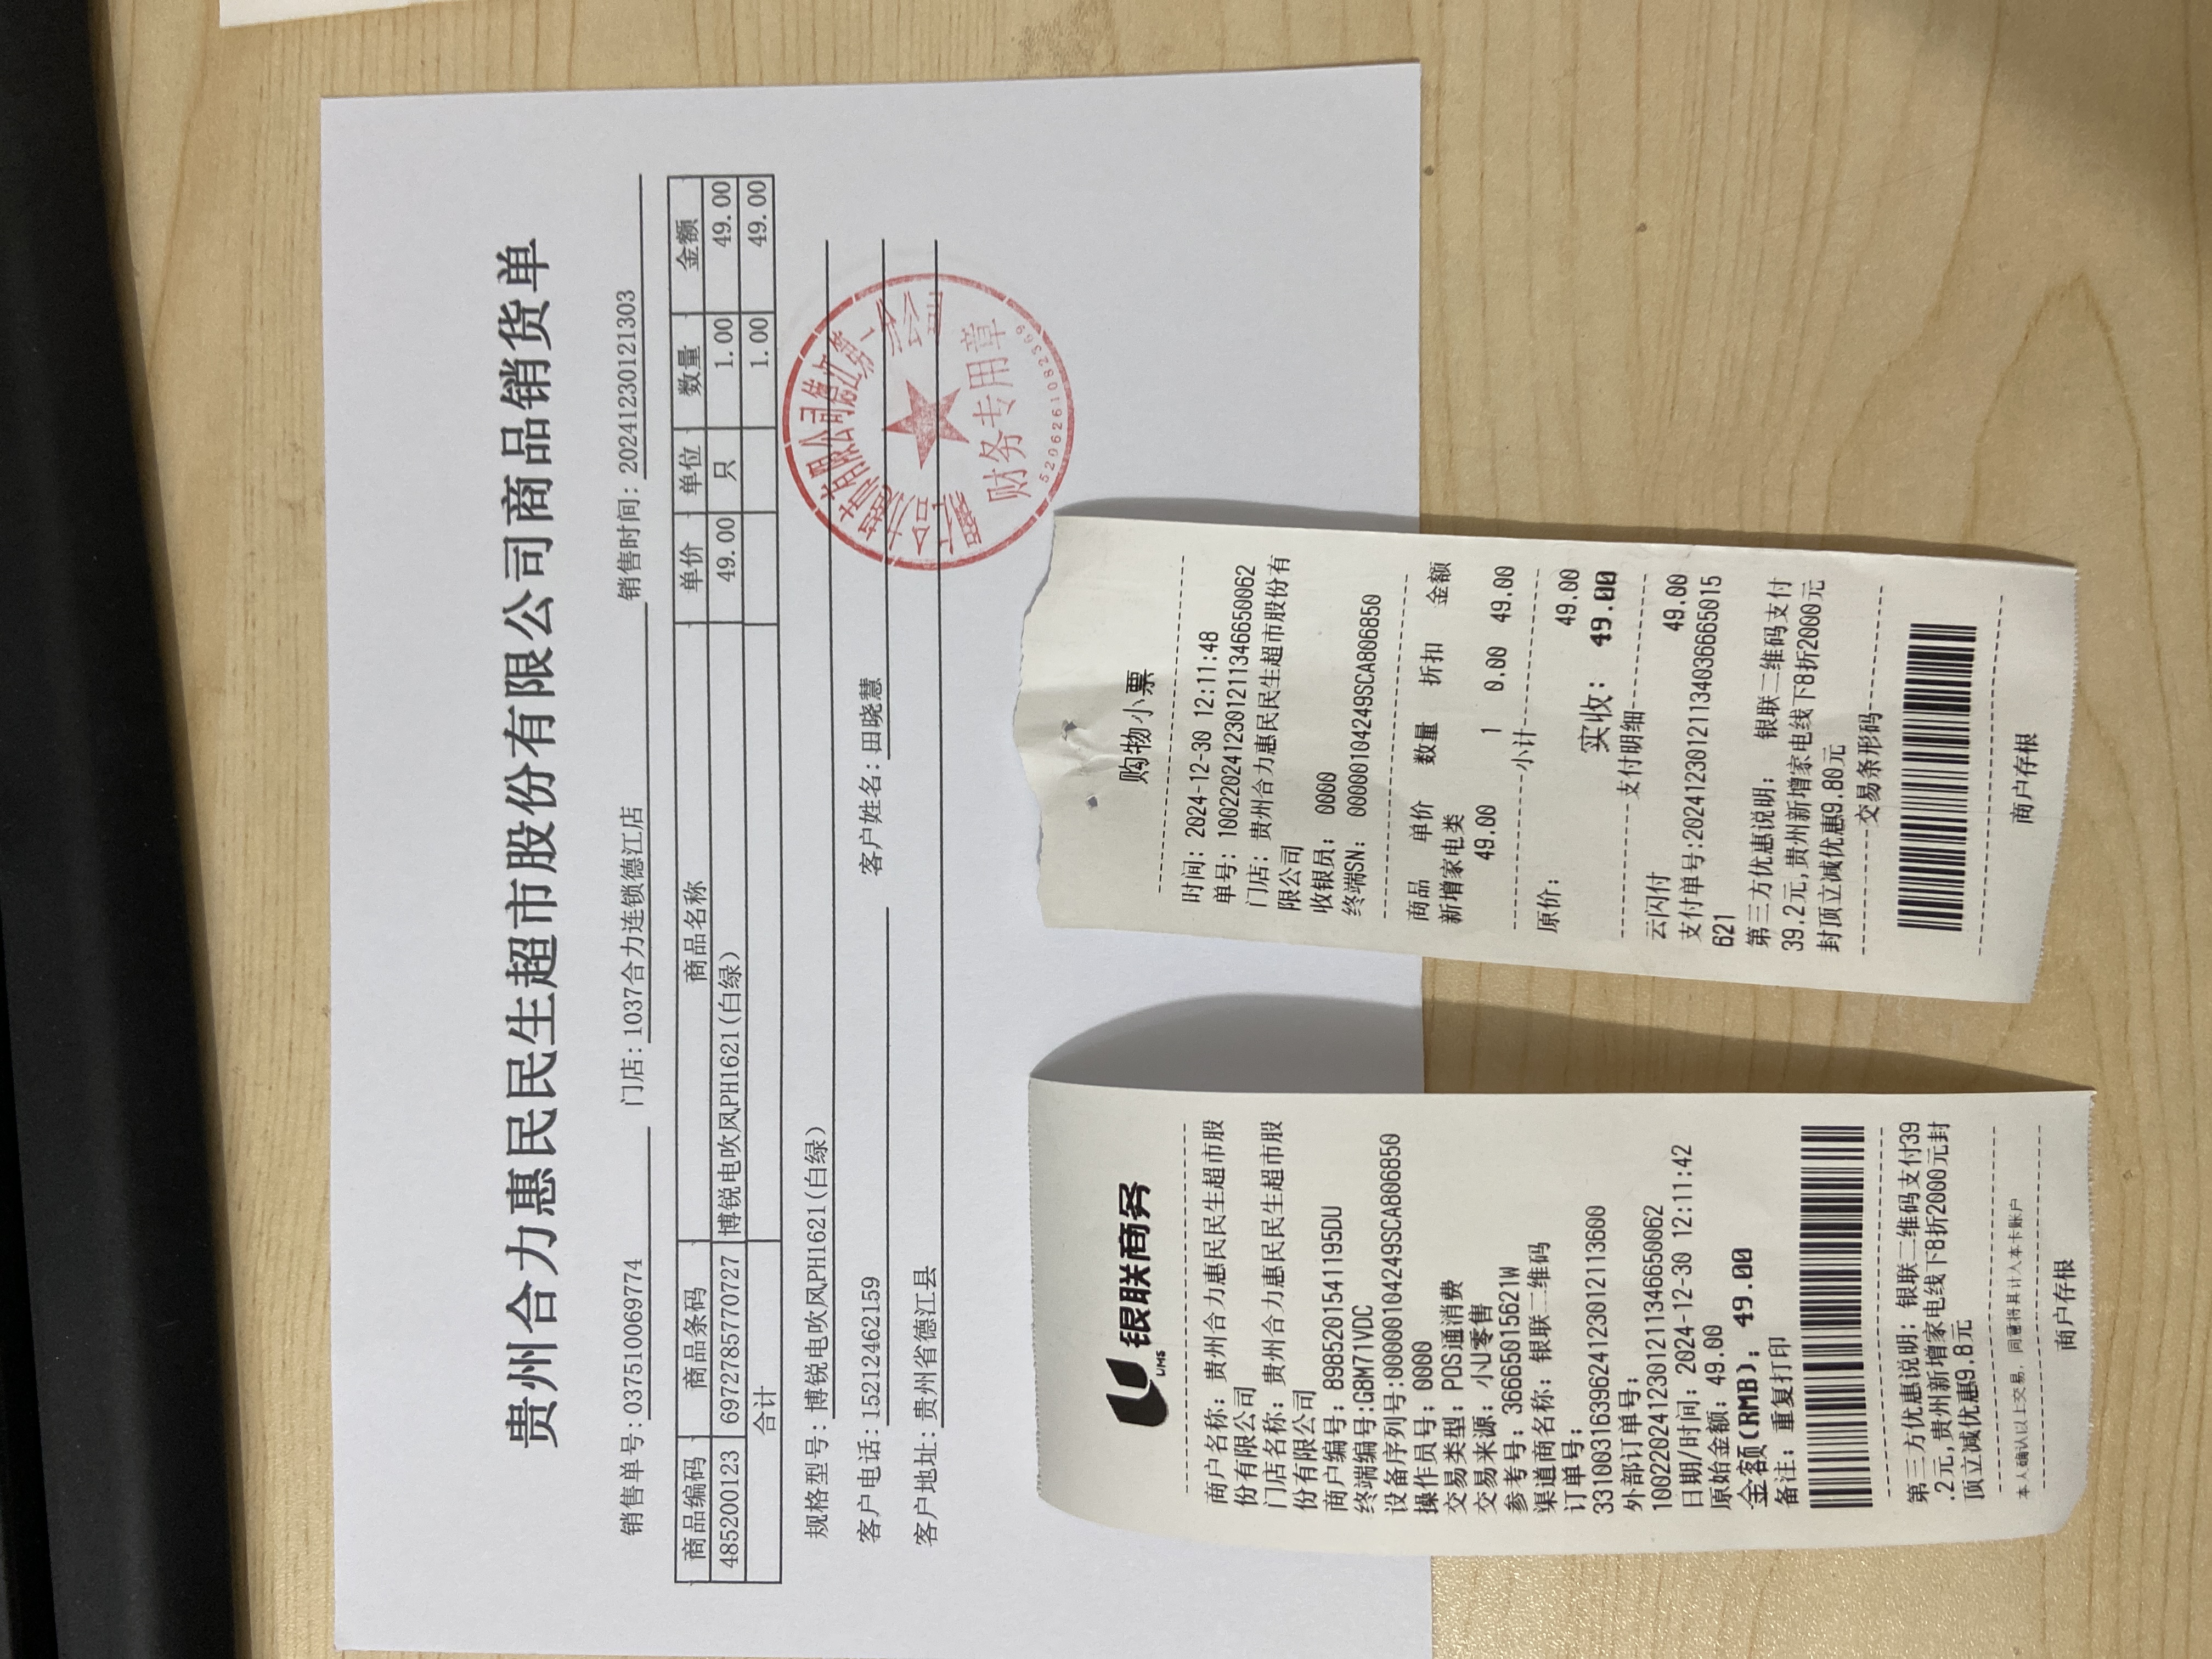 贵州合力惠民民生超市股份有限公司商品销货单
销售单号: 037510069774 门店: 1037合力连锁德江店 销售时间: 20241230121303
商品编码 商品条码 商品名称 单价 单位 数量 金额
485200123 6972785770727 博锐电吹风PH1621(白绿) 49.00 只 1.00 49.00
合计 1.00 49.00
规格型号: 博锐电吹风PH1621(白绿)
客户电话: 15212462159 客户姓名: 田晓慧
客户地址: 贵州省德江县
财务专用章
5206261082369
银联商务
UMS
商户名称: 贵州合力惠民民生超市股
份有限公司
门店名称: 贵州合力惠民民生超市股
份有限公司
商户编号: 89852015411195DU
终端编号:G8M71VDC
设备序列号:00000104249SCA806850
操作员号: 0000
交易类型: POS通消费
交易来源: 小U零售
参考号: 36665015621W
渠道商名称: 银联二维码
订单号:
33100316396241230121113600
外部订单号:
1002202412301211346650062
日期/时间: 2024-12-30 12:11:42
原始金额: 49.00
金额(RMB): 49.00
备注: 重复打印
第三方优惠说明: 银联二维码支付39
.2元,贵州新增家电线下8折2000元封
顶立减优惠9.8元
本人确认以上交易,同意将其计入本卡账户
商户存根
购物小票
时间: 2024-12-30 12:11:48
单号: 1002202412301211346650062
门店: 贵州合力惠民民生超市股份有
限公司
收银员: 0000
终端SN: 00000104249SCA806850
商品 单价 数量 折扣 金额
新增家电类
49.00 1 0.00 49.00
小计
原价: 49.00
实收: 49.00
支付明细
云闪付 49.00
支付单号:20241230121134036665015
621
第三方优惠说明: 银联二维码支付
39.2元,贵州新增家电线下8折2000元
封顶立减优惠9.80元
交易条形码
商户存根